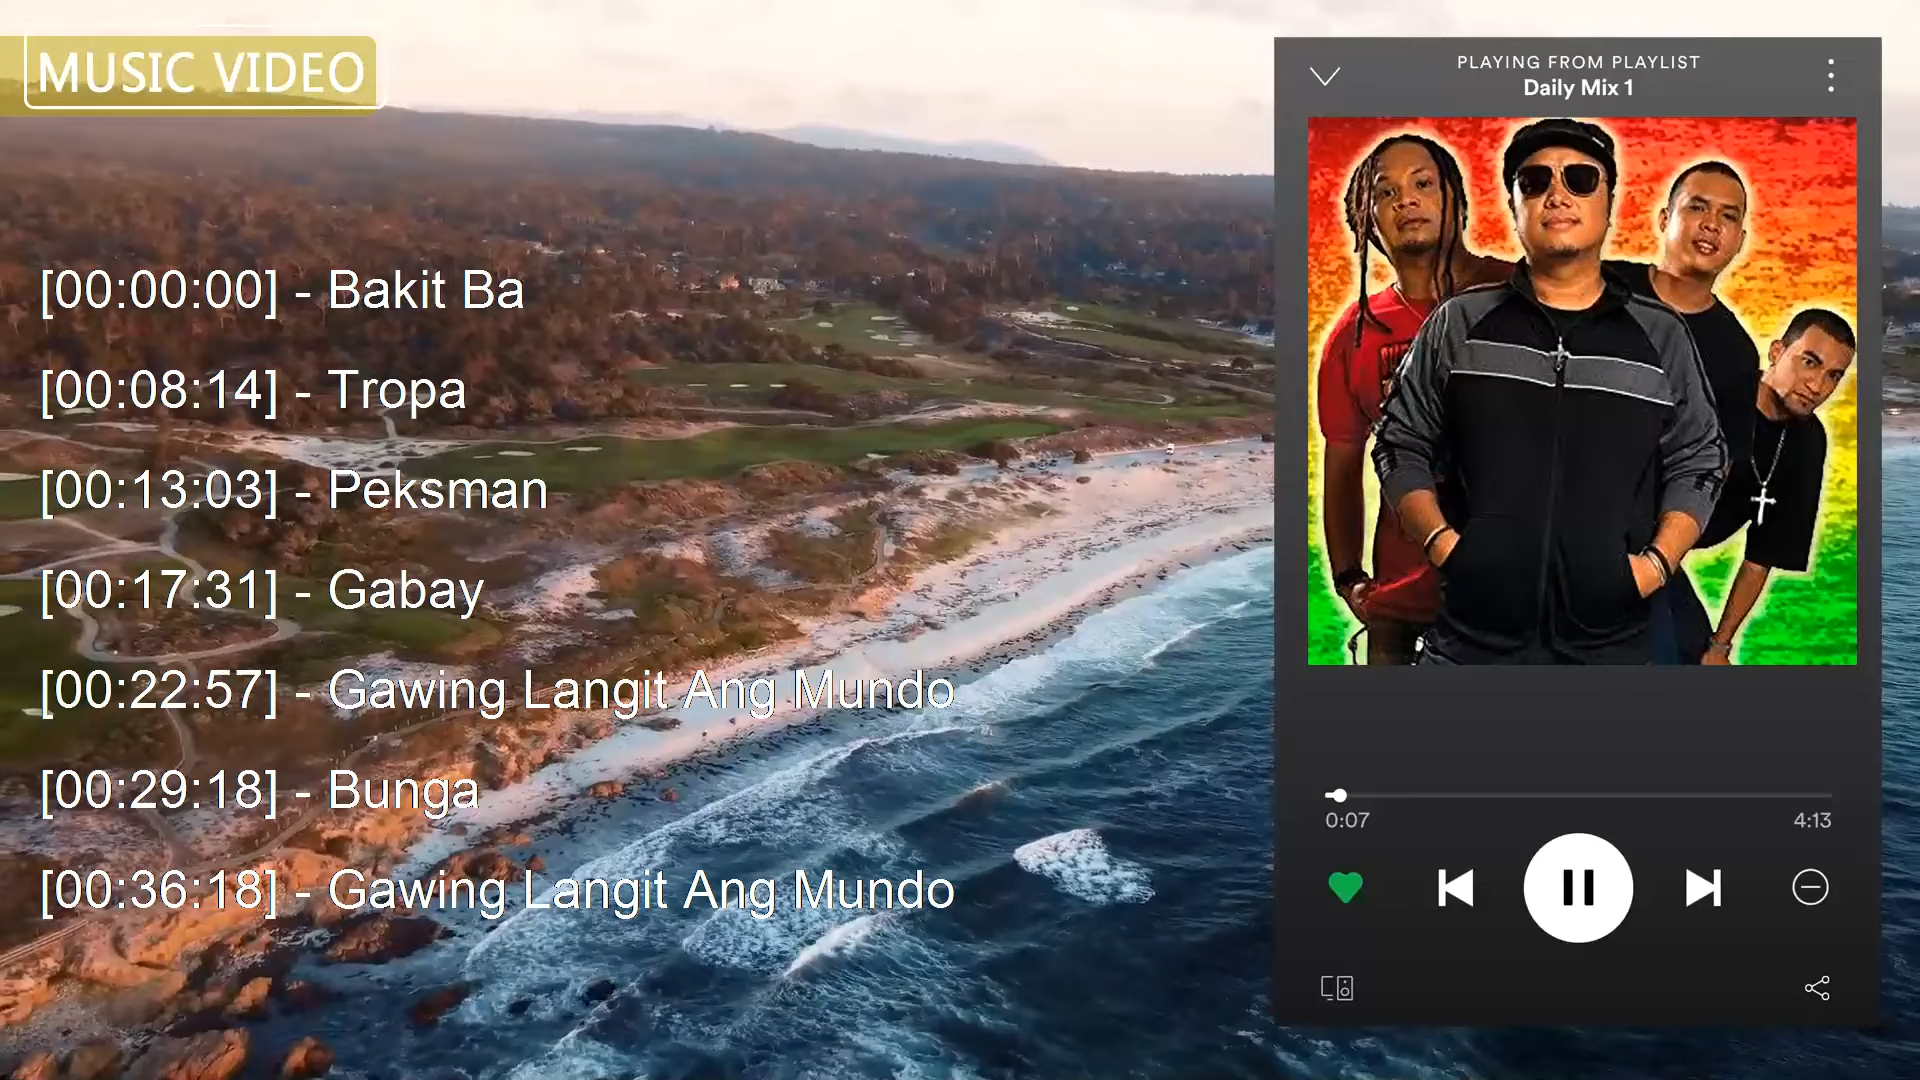 MUSIC VIDEO
[00:00:00] - Bakit Ba
[00:08:14] - Tropa
[00:13:03] - Peksman
[00:17:31] - Gabay
[00:22:57] - Gawing Langit Ang Mundo
[00:29:18] - Bunga
[00:36:18] - Gawing Langit Ang Mundo
PLAYING FROM PLAYLIST
Daily Mix 1
0:07
4:13